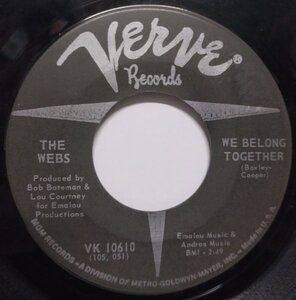 Verve®
Records
THE
WEBS
WE BELONG
TOGETHER
(Boxley-
Cooper)
Produced by
Bob Bateman &
Lou Courtney
for Emalou
Productions
VK 10610
(105, 051)
Emalou Music &
Andros Music
BMI - 2:49
MGM RECORDS - A DIVISION OF METRO-GOLDWYN-MAYER, INC. - Made in U.S.A.